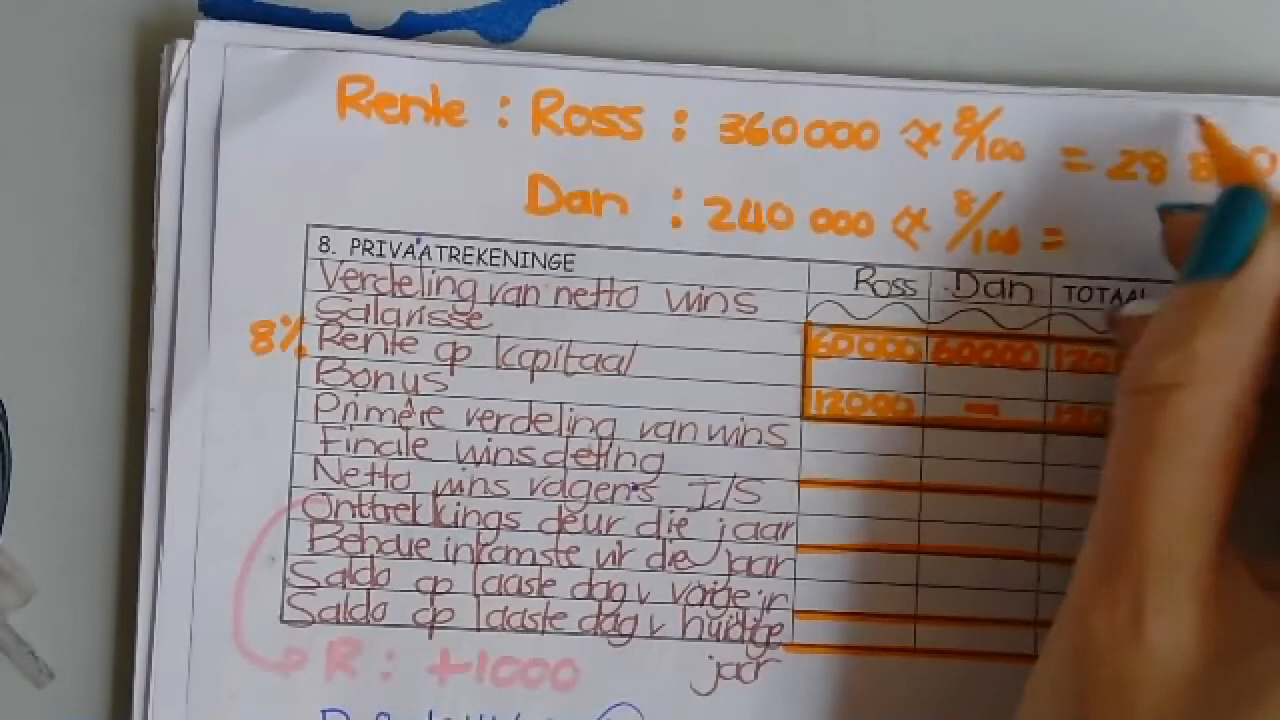 Rente : Ross : 360 000 x 8/100 = 28 8
Dan : 240 000 x 8/100 =
8. PRIVAATREKENINGE Ross Dan TOTAAL
Verdeling van netto wins
Salarisse 60000 60000 120
8% Rente op kapitaal
Bonus 12000 - 120
Primêre verdeling van wins
Finale winsdeling
Netto wins volgens I/S
Onttrekkings deur die jaar
Behoue inkomste vir die jaar
Saldo op laaste dag v vorige jr
Saldo op laaste dag v huidige
jaar
R : +1000